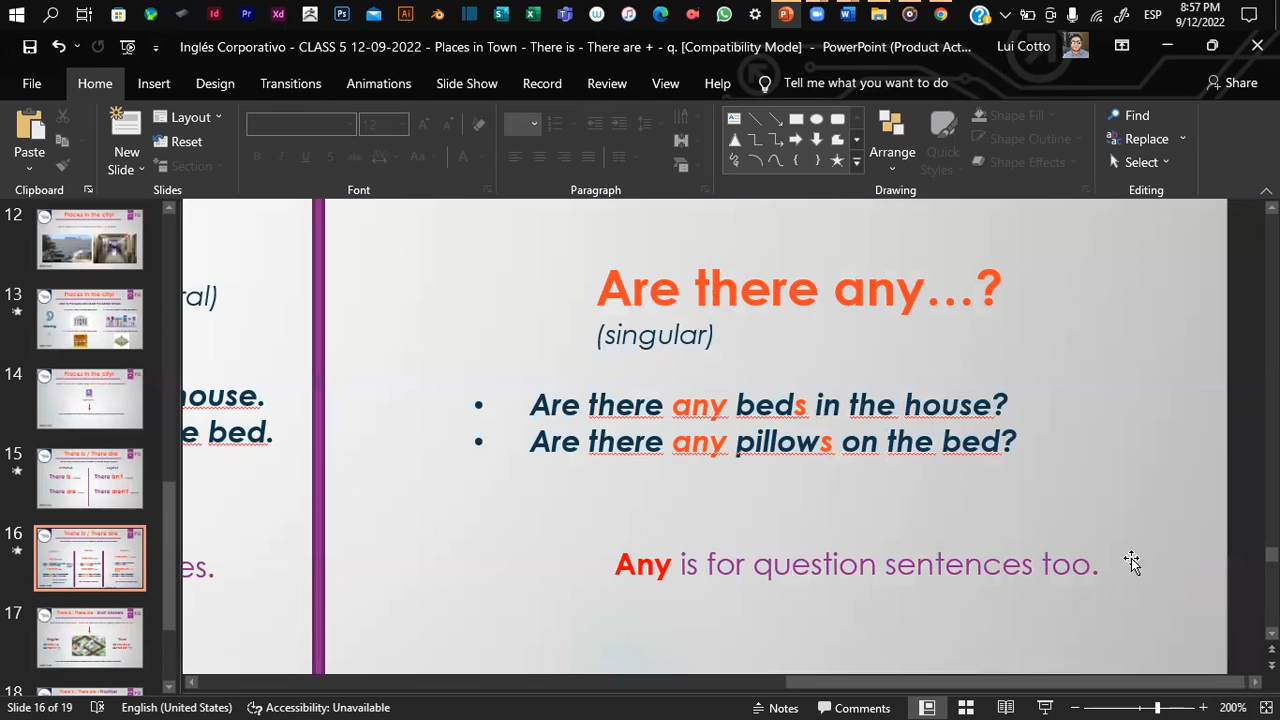 8:57 PM
ESP
9/12/2022
Inglés Corporativo - CLASS 5 12-09-2022 - Places in Town - There is - There are + - q. [Compatibility Mode] - PowerPoint (Product Act...
Lui Cotto
File Home Insert Design Transitions Animations Slide Show Record Review View Help Tell me what you want to do Share
Paste
New Slide
Layout
Reset
Section
12
Arrange
Quick Styles
Shape Fill
Shape Outline
Shape Effects
Find
Replace
Select
Clipboard Slides Font Paragraph Drawing Editing
12
13
14
15
16
17
18
ral)
house.
e bed.
es.
Are there any…?
(singular)
• Are there any beds in the house?
• Are there any pillows on the bed?
Any is for question sentences too.
Slide 16 of 19 English (United States) Accessibility: Unavailable Notes Comments 200%